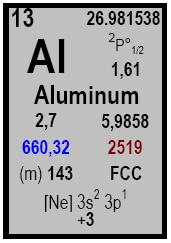 13 26.981538
Al ²P°₁/₂
1,61
Aluminum
2,7 5,9858
660,32 2519
(m) 143 FCC
[Ne] 3s² 3p¹
+3